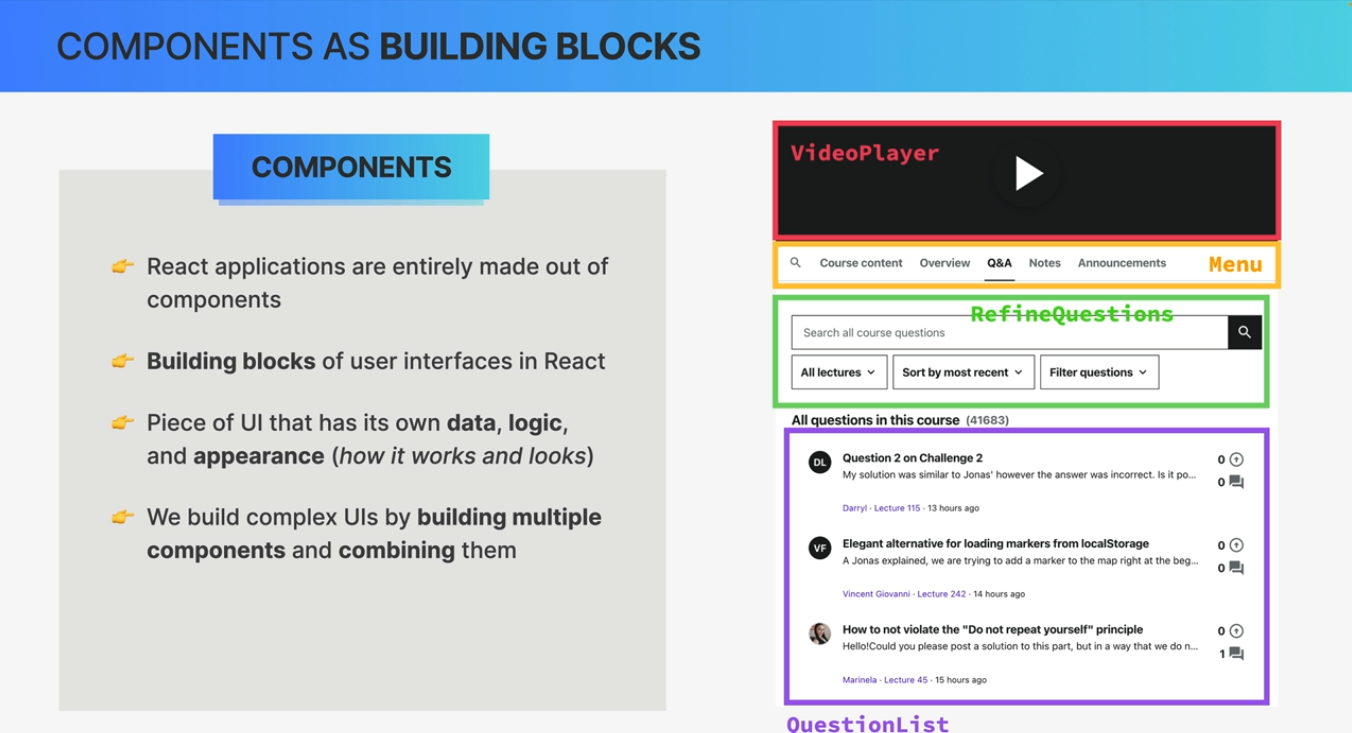 COMPONENTS AS BUILDING BLOCKS
COMPONENTS
👉 React applications are entirely made out of
components
👉 Building blocks of user interfaces in React
👉 Piece of UI that has its own data, logic,
and appearance (how it works and looks)
👉 We build complex UIs by building multiple
components and combining them
VideoPlayer
Course content Overview Q&A Notes Announcements Menu
RefineQuestions
Search all course questions
All lectures Sort by most recent Filter questions
All questions in this course (41683)
DL Question 2 on Challenge 2 0
My solution was similar to Jonas' however the answer was incorrect. Is it po... 0
Darryl · Lecture 115 · 13 hours ago
VF Elegant alternative for loading markers from localStorage 0
A Jonas explained, we are trying to add a marker to the map right at the beg... 0
Vincent Giovanni · Lecture 242 · 14 hours ago
How to not violate the "Do not repeat yourself" principle 0
Hello!Could you please post a solution to this part, but in a way that we do n... 1
Marinela · Lecture 45 · 15 hours ago
QuestionList